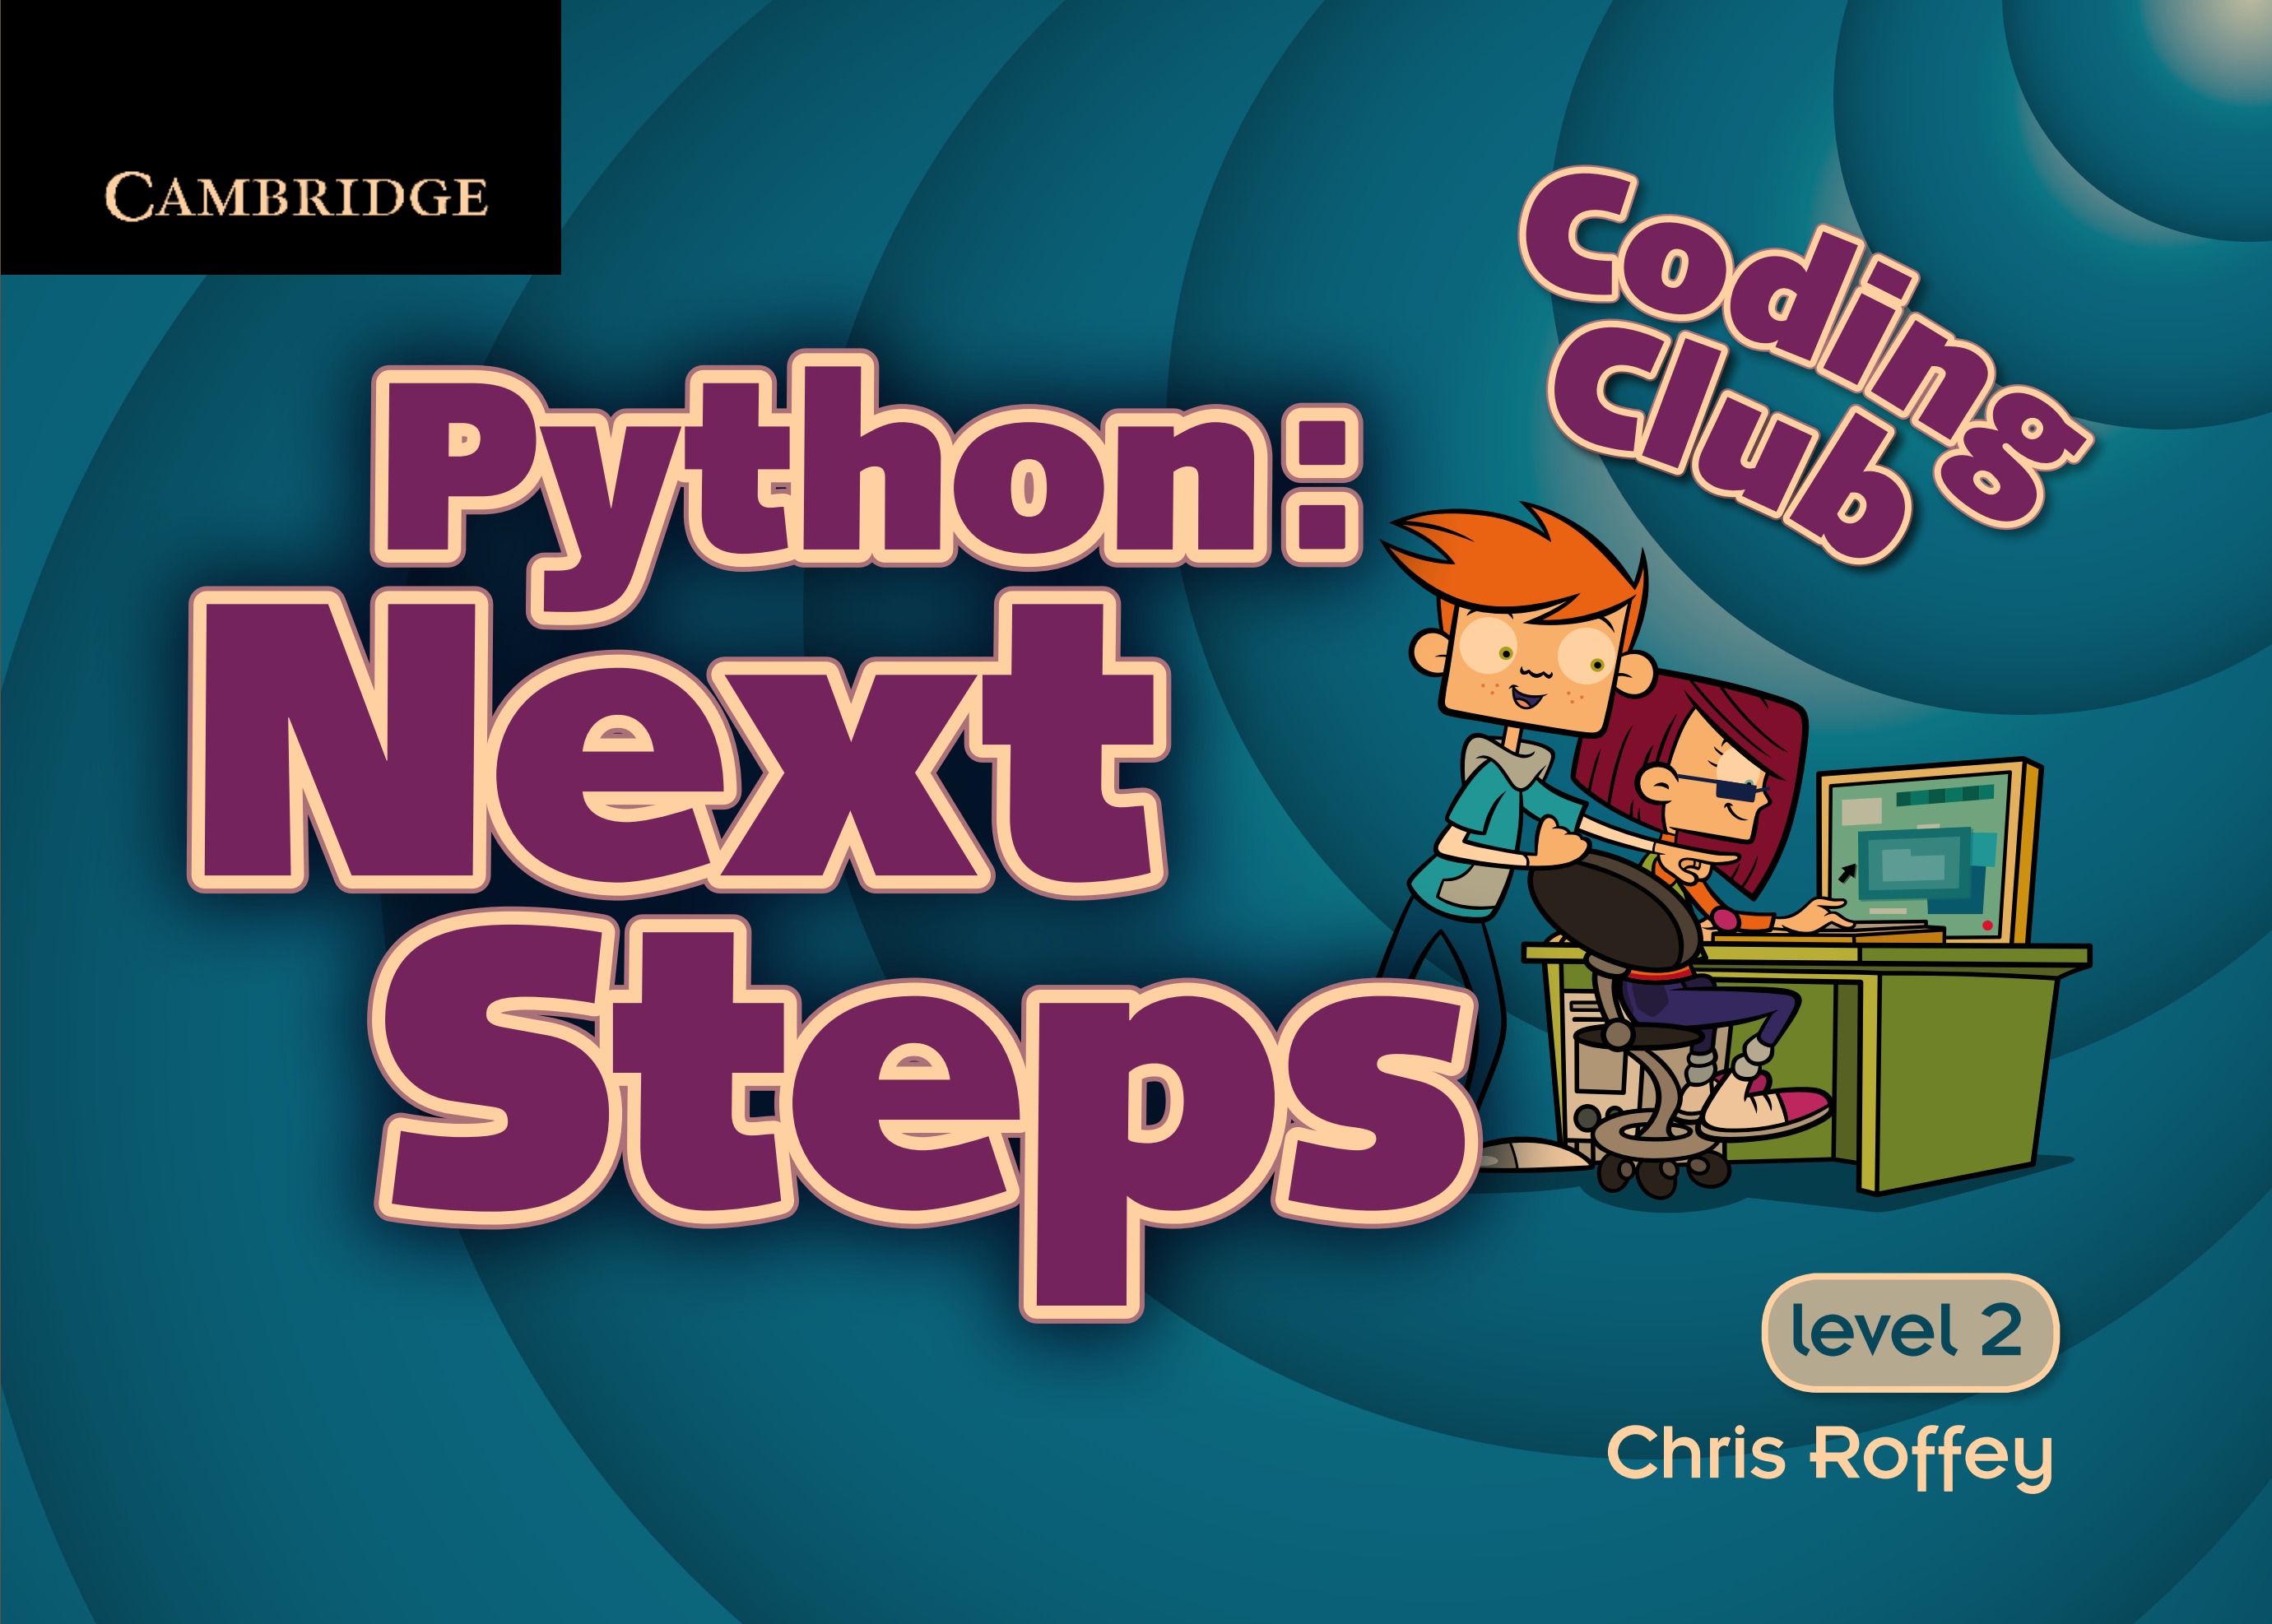 CAMBRIDGE
Coding
Club
Python:
Next
Steps
level 2
Chris Roffey